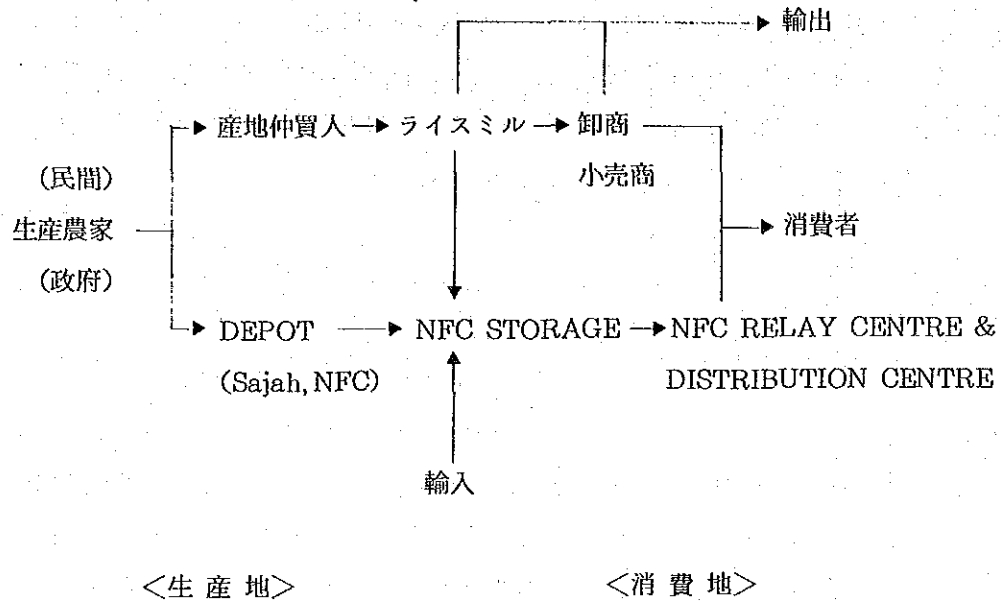 輸出
産地仲買人 ライスミル 卸商
(民間) 小売商
生産農家 消費者
(政府)
DEPOT NFC STORAGE NFC RELAY CENTRE &
(Sajah, NFC) DISTRIBUTION CENTRE
輸入
<生産地> <消費地>